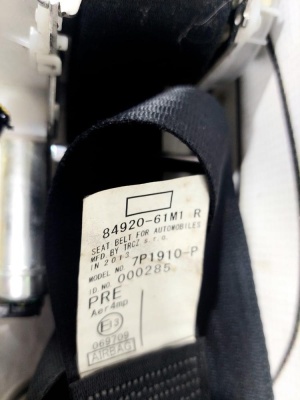 84920-61M1 R
SEAT BELT FOR AUTOMOBILES
MFD BY TRCZ s.r.o.
IN 2013
MODEL NO. 7P1910-P
ID NO. 000285
PRE
Aer4mp
069709
AIRBAG